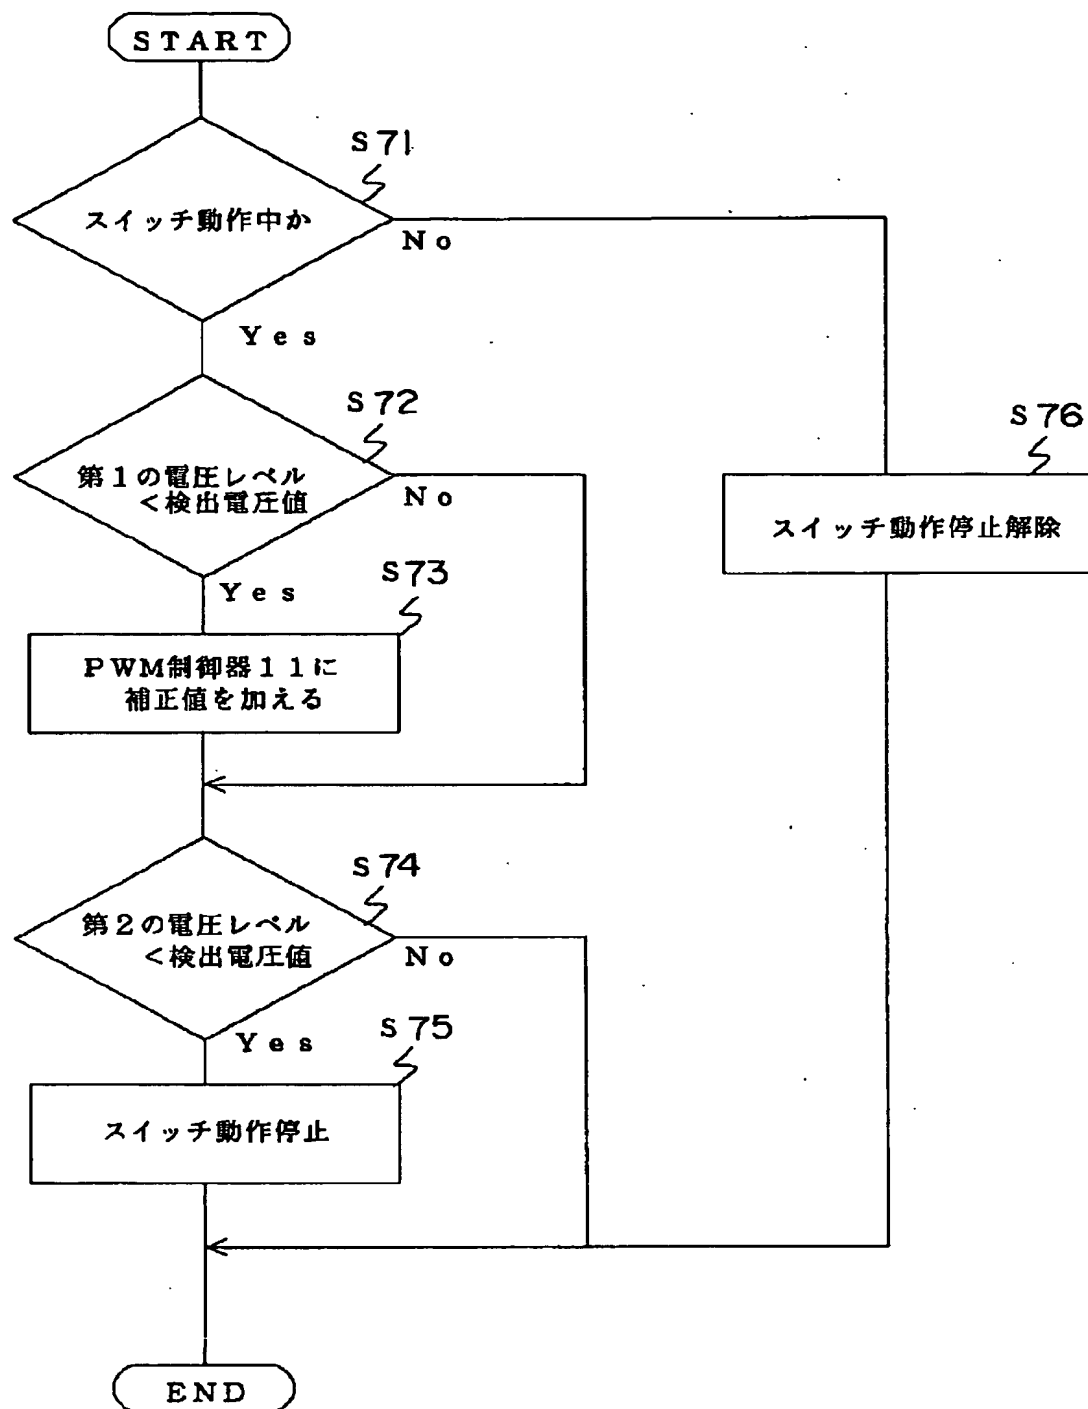 START
S71
スイッチ動作中か
No
Yes
S72
第1の電圧レベル
<検出電圧値
No
Yes
S73
PWM制御器11に
補正値を加える
S74
第2の電圧レベル
<検出電圧値
No
Yes
S75
スイッチ動作停止
S76
スイッチ動作停止解除
END